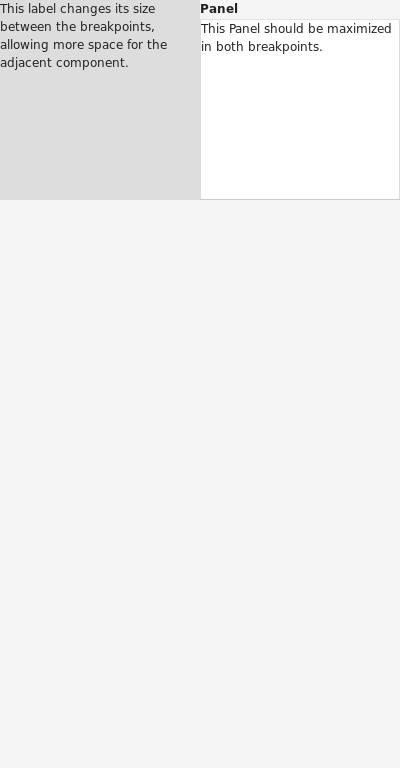 This label changes its size
between the breakpoints,
allowing more space for the
adjacent component.
Panel
This Panel should be maximized
in both breakpoints.